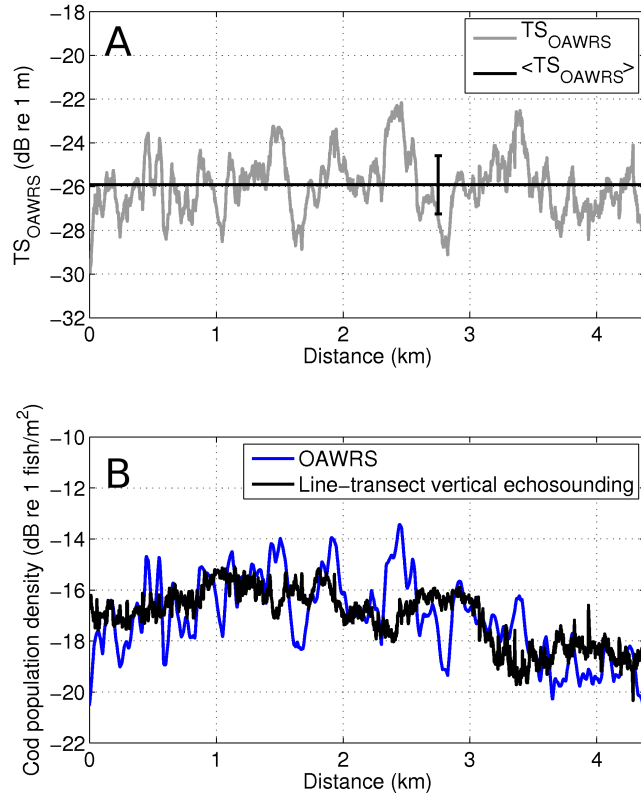 A
TS_OAWRS
<TS_OAWRS>
TS_OAWRS (dB re 1 m)
−18
−20
−22
−24
−26
−28
−30
−32
0 1 2 3 4
Distance (km)
B
OAWRS
Line−transect vertical echosounding
Cod population density (dB re 1 fish/m²)
−10
−12
−14
−16
−18
−20
−22
0 1 2 3 4
Distance (km)